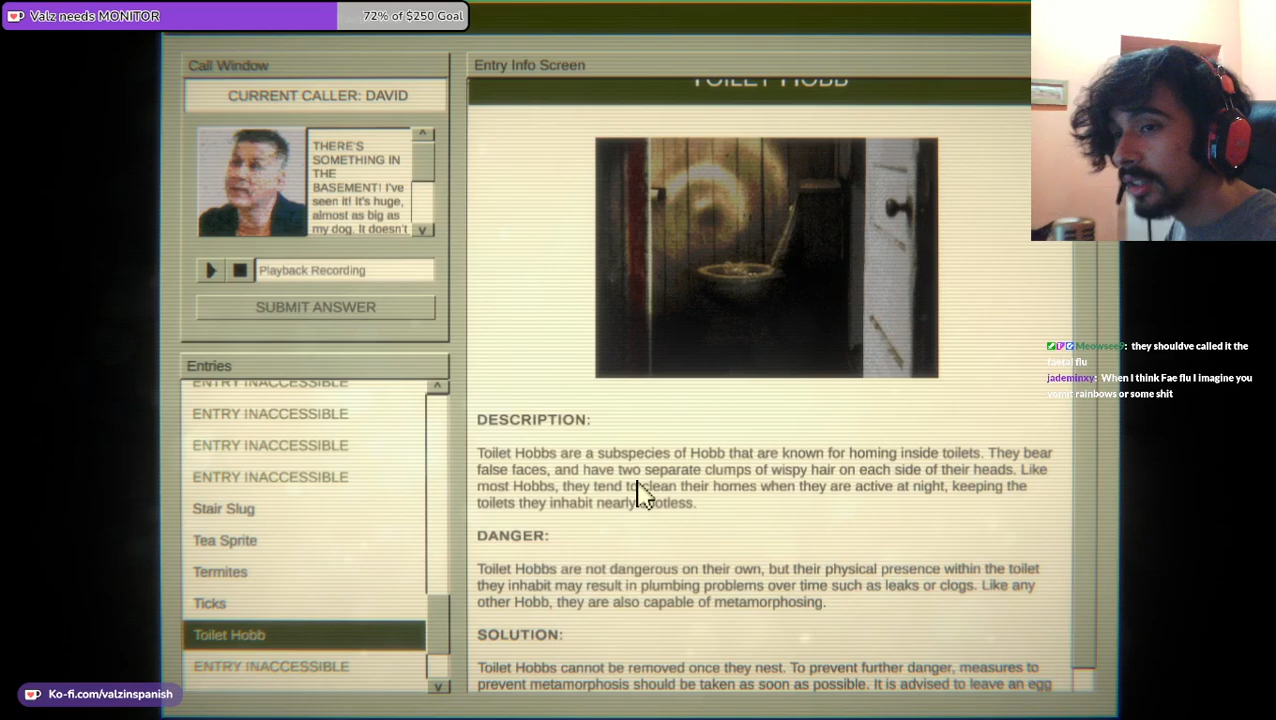 Valz needs MONITOR
72% of $250 Goal
Call Window
CURRENT CALLER: DAVID
THERE'S
SOMETHING IN
THE
BASEMENT! I've
seen it! It's huge,
almost as big as
my dog. It doesn't
Playback Recording
SUBMIT ANSWER
Entries
ENTRY INACCESSIBLE
ENTRY INACCESSIBLE
ENTRY INACCESSIBLE
ENTRY INACCESSIBLE
Stair Slug
Tea Sprite
Termites
Ticks
Toilet Hobb
ENTRY INACCESSIBLE
Ko-fi.com/valzinspanish
Entry Info Screen
TOILET HOBB
DESCRIPTION:
Toilet Hobbs are a subspecies of Hobb that are known for homing inside toilets. They bear
false faces, and have two separate clumps of wispy hair on each side of their heads. Like
most Hobbs, they tend to clean their homes when they are active at night, keeping the
toilets they inhabit nearly spotless.
DANGER:
Toilet Hobbs are not dangerous on their own, but their physical presence within the toilet
they inhabit may result in plumbing problems over time such as leaks or clogs. Like any
other Hobb, they are also capable of metamorphosing.
SOLUTION:
Toilet Hobbs cannot be removed once they nest. To prevent further danger, measures to
prevent metamorphosis should be taken as soon as possible. It is advised to leave an egg
Meowsee9: they shouldve called it the
flu
jademinxy: When I think Fae flu I imagine you
vomit rainbows or some shit